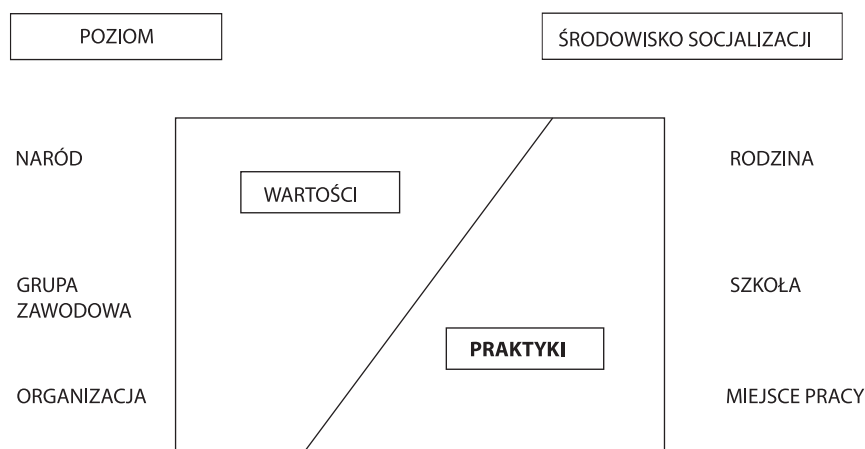 POZIOM
ŚRODOWISKO SOCJALIZACJI
NARÓD
RODZINA
WARTOŚCI
GRUPA
ZAWODOWA
SZKOŁA
PRAKTYKI
ORGANIZACJA
MIEJSCE PRACY